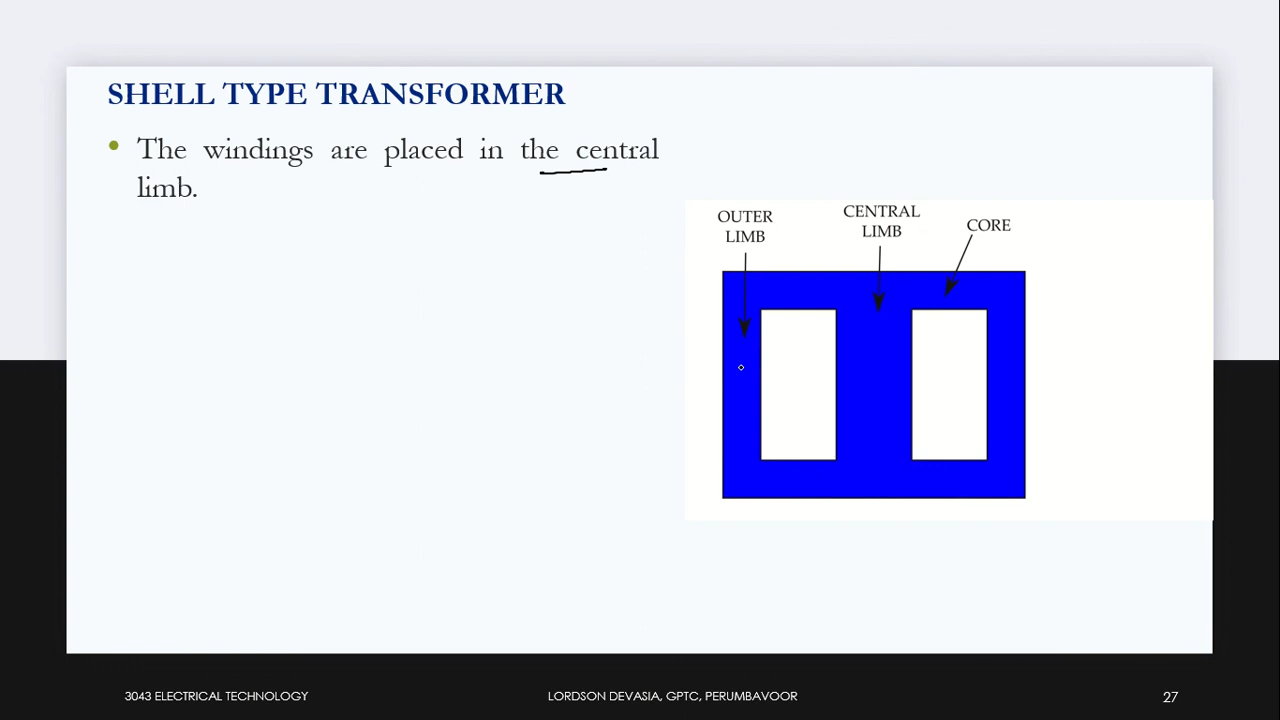 SHELL TYPE TRANSFORMER
• The windings are placed in the central
limb.
OUTER
LIMB
CENTRAL
LIMB
CORE
3043 ELECTRICAL TECHNOLOGY
LORDSON DEVASIA, GPTC, PERUMBAVOOR
27